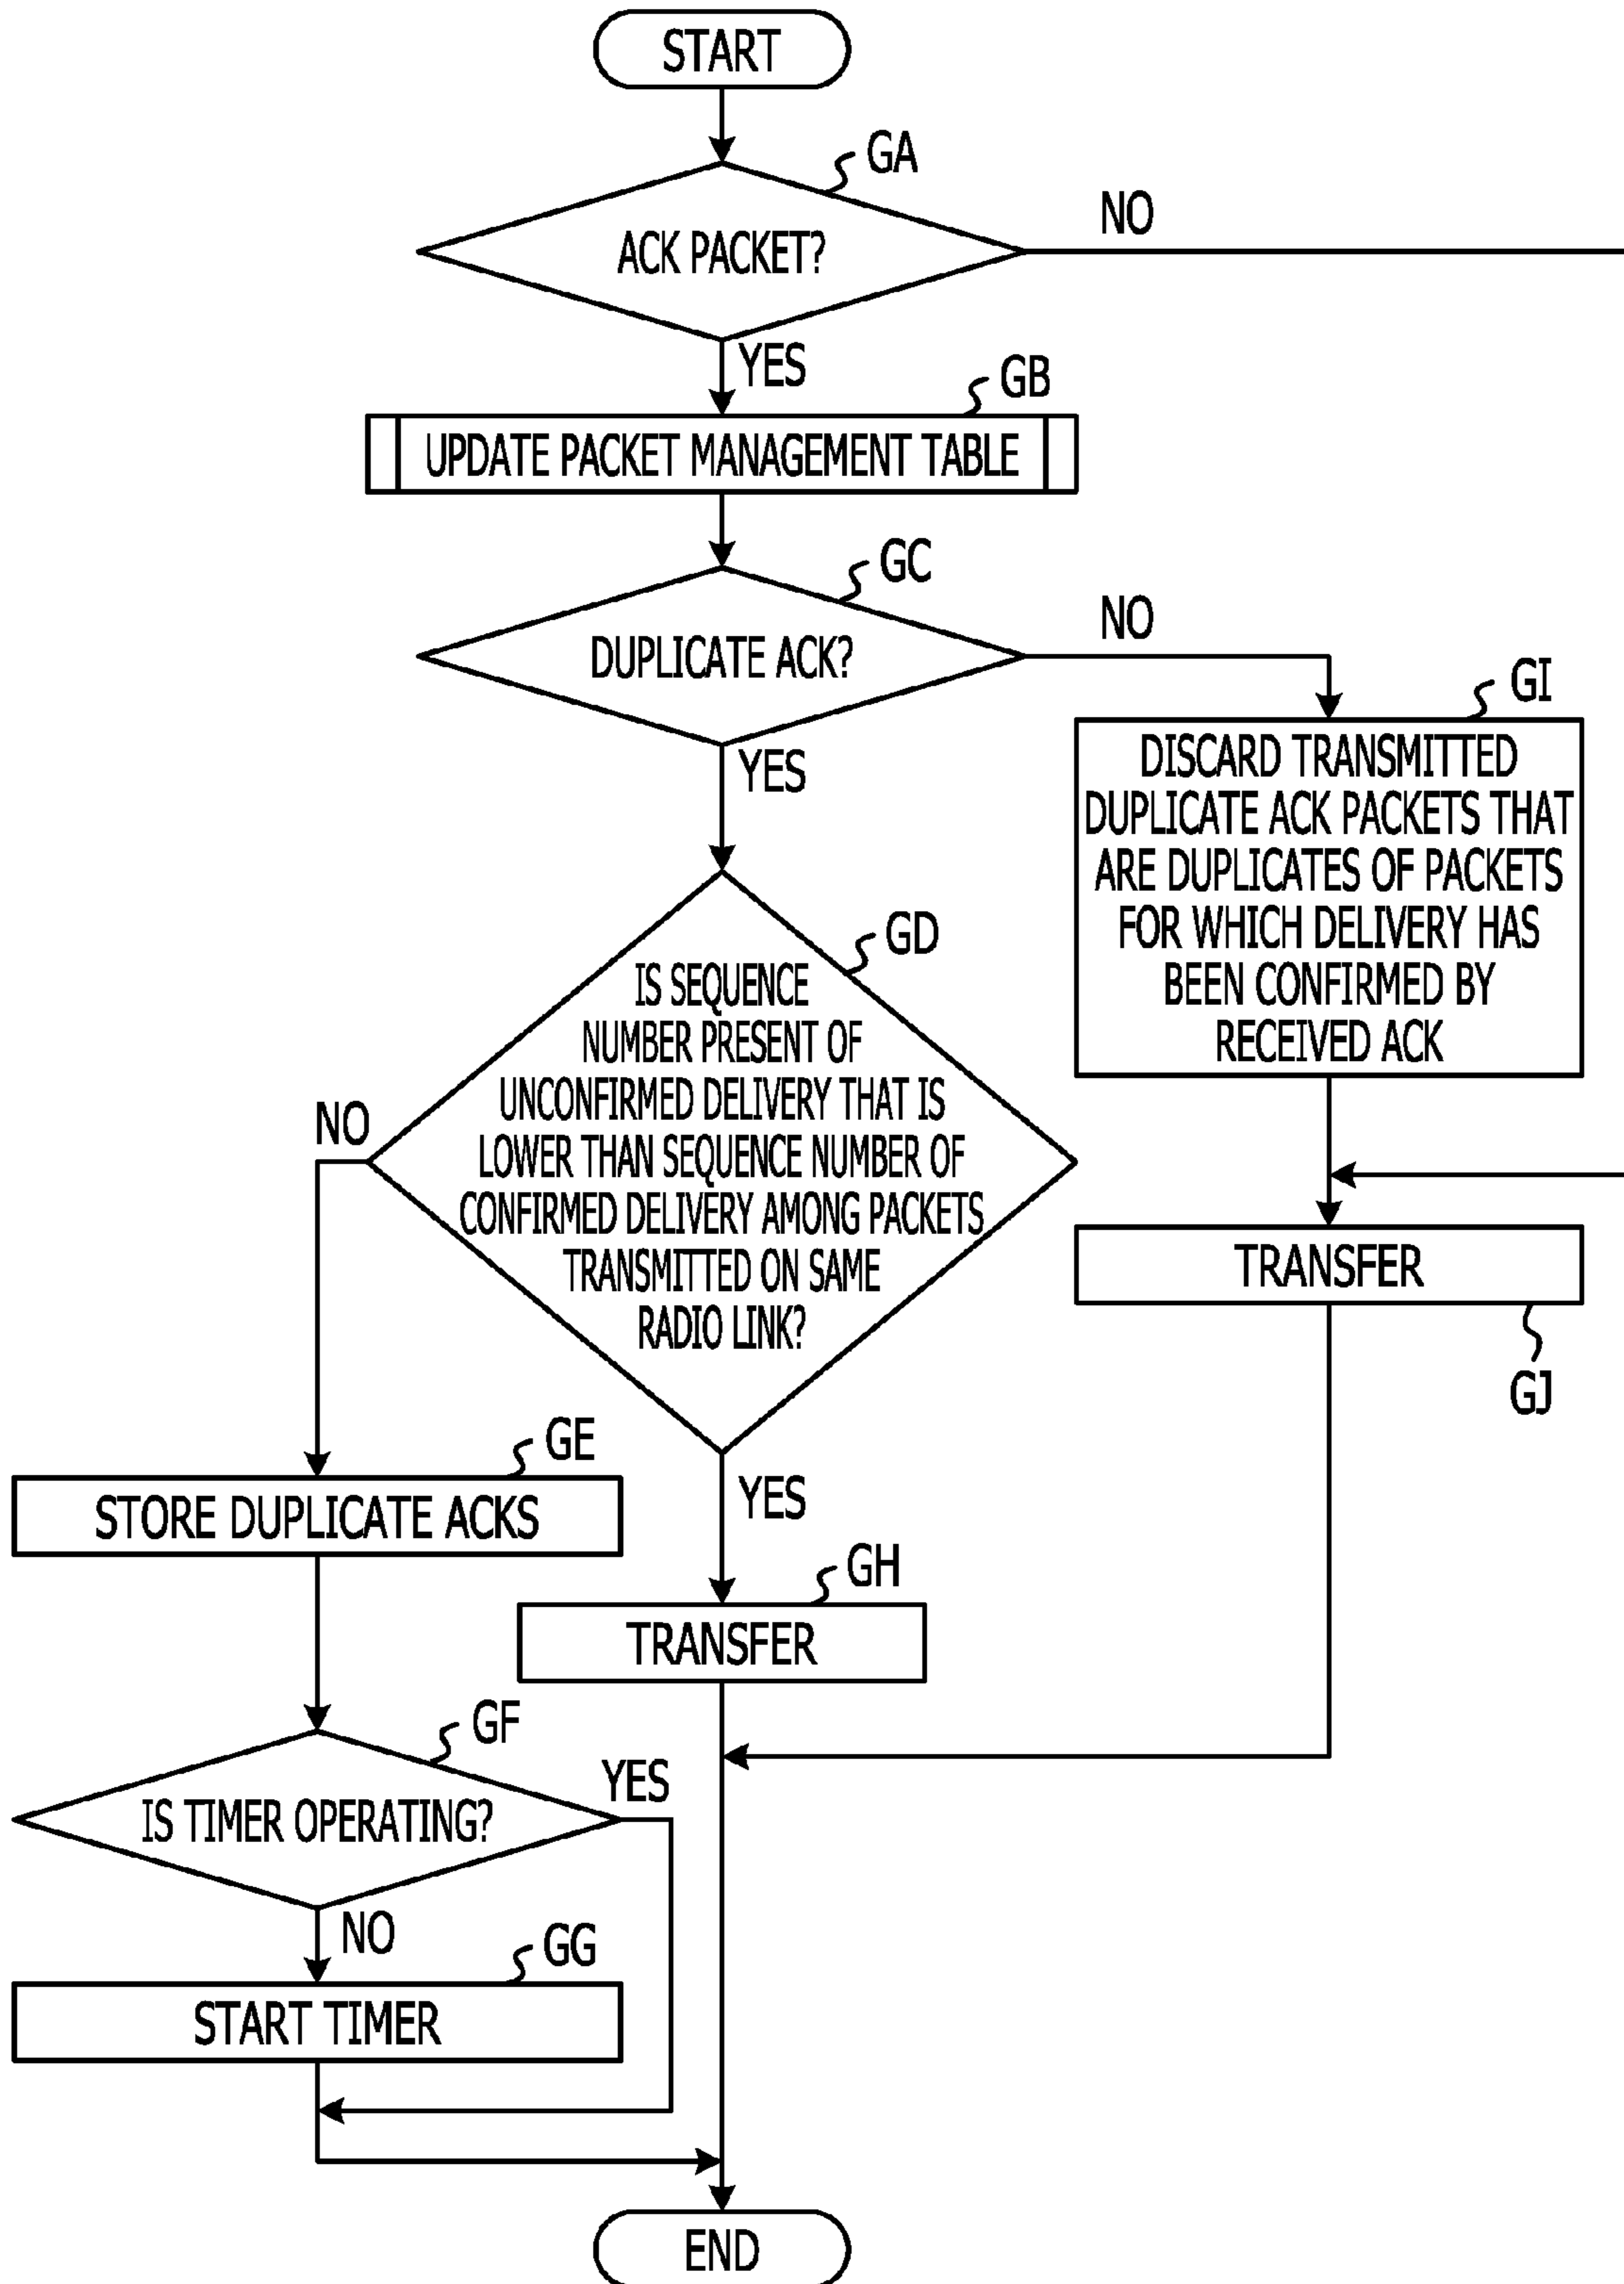 START
GA
ACK PACKET?
NO
YES
GB
UPDATE PACKET MANAGEMENT TABLE
GC
DUPLICATE ACK?
NO
YES
GI
DISCARD TRANSMITTED
DUPLICATE ACK PACKETS THAT
ARE DUPLICATES OF PACKETS
FOR WHICH DELIVERY HAS
BEEN CONFIRMED BY
RECEIVED ACK
GD
IS SEQUENCE
NUMBER PRESENT OF
UNCONFIRMED DELIVERY THAT IS
LOWER THAN SEQUENCE NUMBER OF
CONFIRMED DELIVERY AMONG PACKETS
TRANSMITTED ON SAME
RADIO LINK?
NO
YES
TRANSFER
GJ
GE
STORE DUPLICATE ACKS
GH
TRANSFER
GF
IS TIMER OPERATING?
YES
NO
GG
START TIMER
END